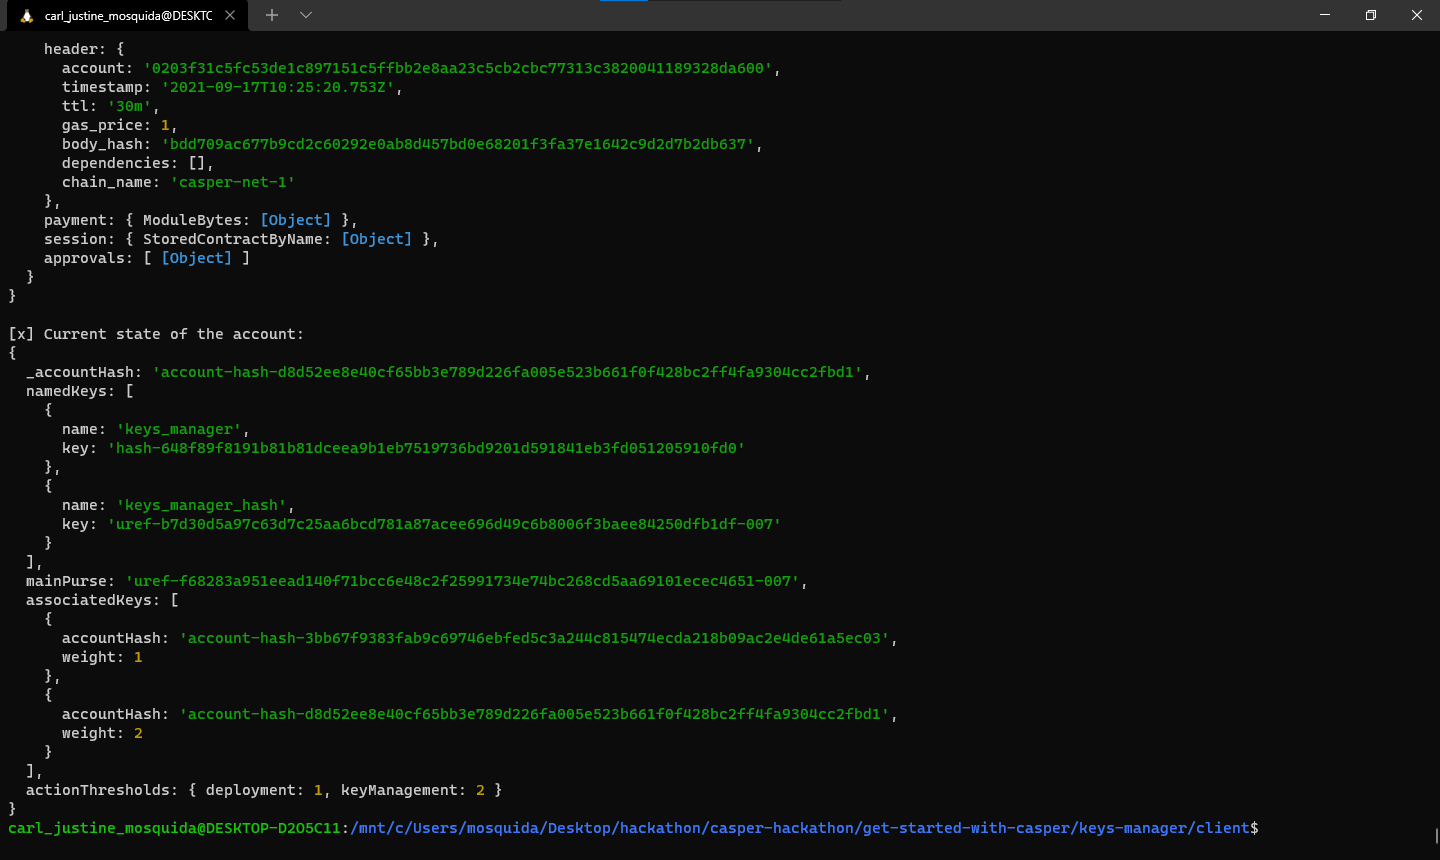 carl_justine_mosquida@DESKTC
header: {
account: '0203f31c5fc53de1c897151c5ffbb2e8aa23c5cb2cbc77313c3820041189328da600',
timestamp: '2021-09-17T10:25:20.753Z',
ttl: '30m',
gas_price: 1,
body_hash: 'bdd709ac677b9cd2c60292e0ab8d457bd0e68201f3fa37e1642c9d2d7b2db637',
dependencies: [],
chain_name: 'casper-net-1'
},
payment: { ModuleBytes: [Object] },
session: { StoredContractByName: [Object] },
approvals: [ [Object] ]
}
}
[x] Current state of the account:
{
_accountHash: 'account-hash-d8d52ee8e40cf65bb3e789d226fa005e523b661f0f428bc2ff4fa9304cc2fbd1',
namedKeys: [
{
name: 'keys_manager',
key: 'hash-648f89f8191b81b81dceea9b1eb7519736bd9201d591841eb3fd051205910fd0'
},
{
name: 'keys_manager_hash',
key: 'uref-b7d30d5a97c63d7c25aa6bcd781a87acee696d49c6b8006f3baee84250dfb1df-007'
}
],
mainPurse: 'uref-f68283a951eead140f71bcc6e48c2f25991734e74bc268cd5aa69101ecec4651-007',
associatedKeys: [
{
accountHash: 'account-hash-3bb67f9383fab9c69746ebfed5c3a244c815474ecda218b09ac2e4de61a5ec03',
weight: 1
},
{
accountHash: 'account-hash-d8d52ee8e40cf65bb3e789d226fa005e523b661f0f428bc2ff4fa9304cc2fbd1',
weight: 2
}
],
actionThresholds: { deployment: 1, keyManagement: 2 }
}
carl_justine_mosquida@DESKTOP-D2O5C11:/mnt/c/Users/mosquida/Desktop/hackathon/casper-hackathon/get-started-with-casper/keys-manager/client$